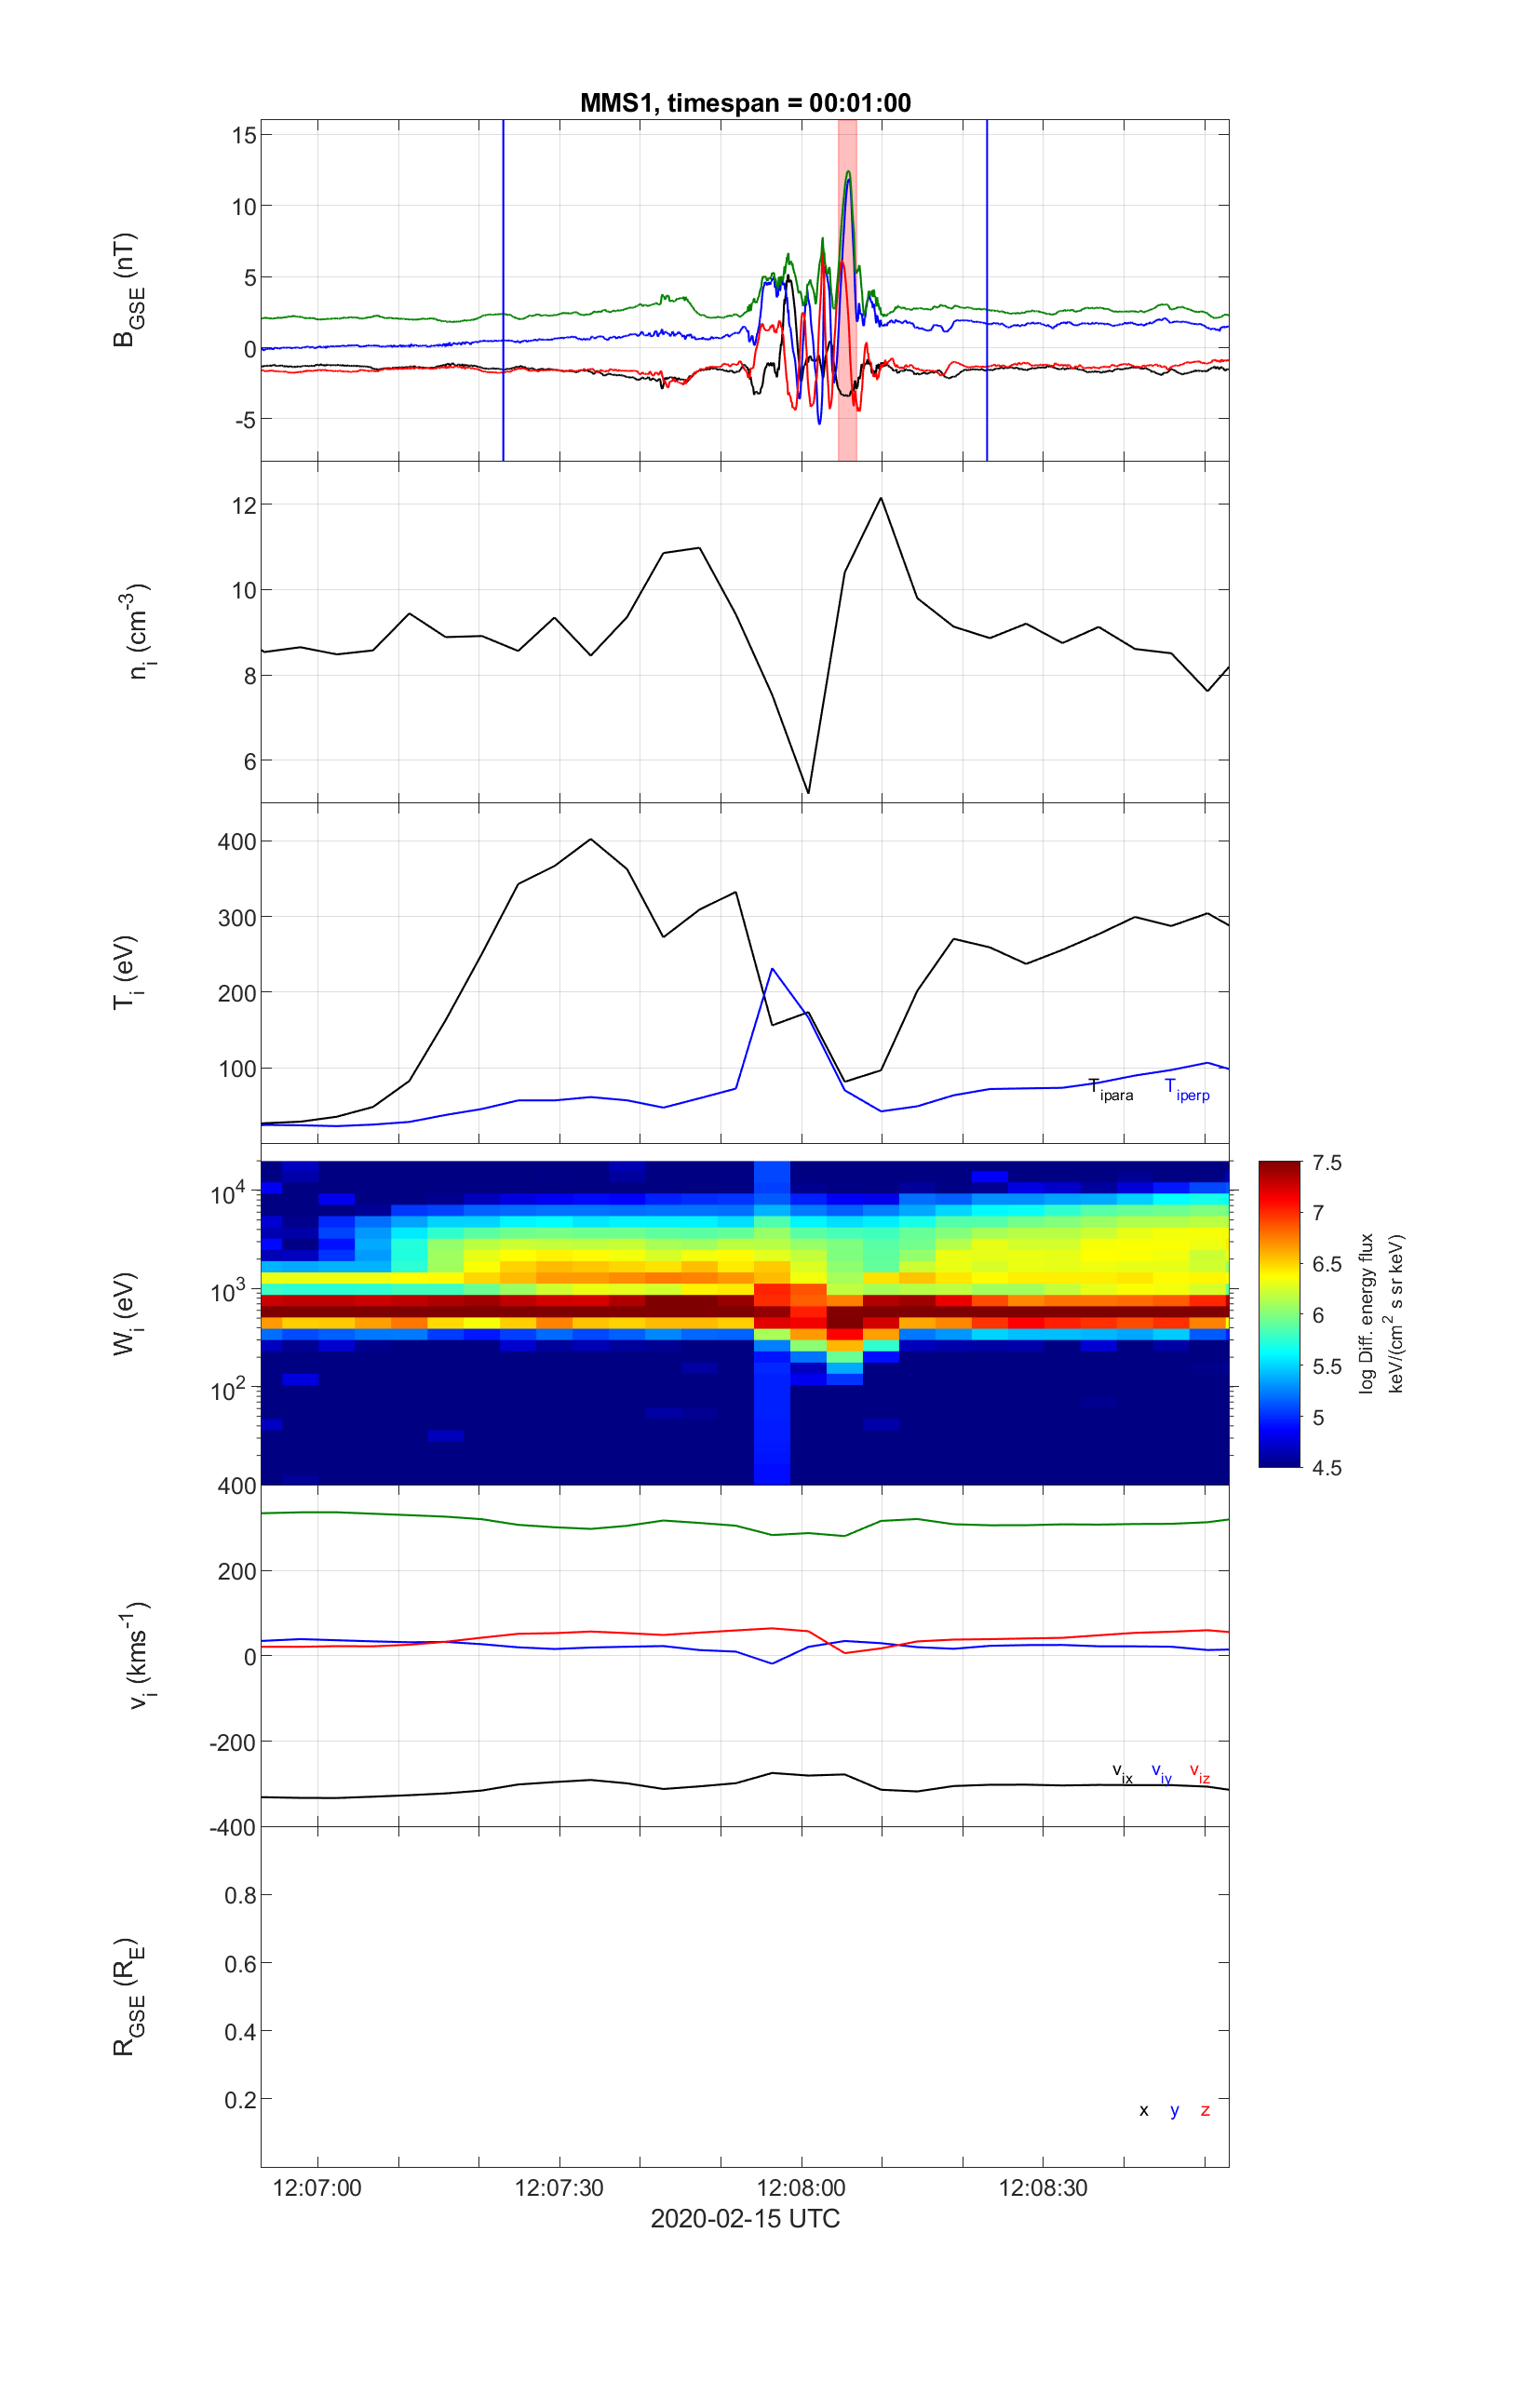 MMS1, timespan = 00:01:00
B_GSE (nT)
15
10
5
0
-5
n_i (cm^-3)
12
10
8
6
T_i (eV)
400
300
200
100
T_ipara T_iperp
W_i (eV)
10^4
10^3
10^2
7.5
7
6.5
6
5.5
5
4.5
log Diff. energy flux
keV/(cm^2 s sr keV)
v_i (kms^-1)
400
200
0
-200
-400
v_ix v_iy v_iz
R_GSE (R_E)
0.8
0.6
0.4
0.2
x y z
12:07:00 12:07:30 12:08:00 12:08:30
2020-02-15 UTC